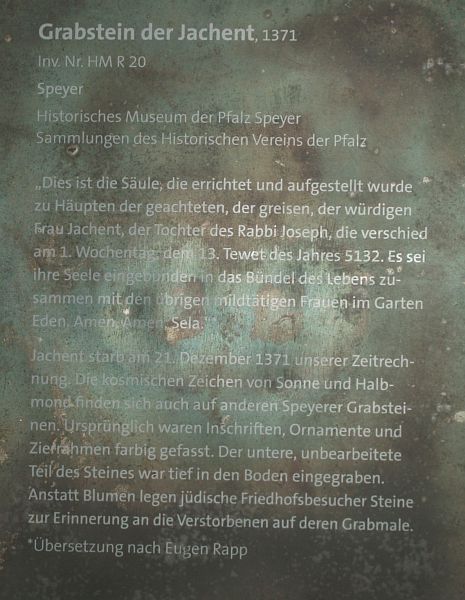 Grabstein der Jachent, 1371
Inv. Nr. HM R 20
Speyer
Historisches Museum der Pfalz Speyer
Sammlungen des Historischen Vereins der Pfalz
„Dies ist die Säule, die errichtet und aufgestellt wurde
zu Häupten der geachteten, der greisen, der würdigen
Frau Jachent, der Tochter des Rabbi Joseph, die verschied
am 1. Wochentag, dem 13. Tewet des Jahres 5132. Es sei
ihre Seele eingebunden in das Bündel des Lebens zu-
sammen mit den übrigen mildtätigen Frauen im Garten
Eden. Amen. Amen. Sela.“*
Jachent starb am 21. Dezember 1371 unserer Zeitrech-
nung. Die kosmischen Zeichen von Sonne und Halb-
mond finden sich auch auf anderen Speyerer Grabstei-
nen. Ursprünglich waren Inschriften, Ornamente und
Zierrahmen farbig gefasst. Der untere, unbearbeitete
Teil des Steines war tief in den Boden eingegraben.
Anstatt Blumen legen jüdische Friedhofsbesucher Steine
zur Erinnerung an die Verstorbenen auf deren Grabmale.
*Übersetzung nach Eugen Rapp